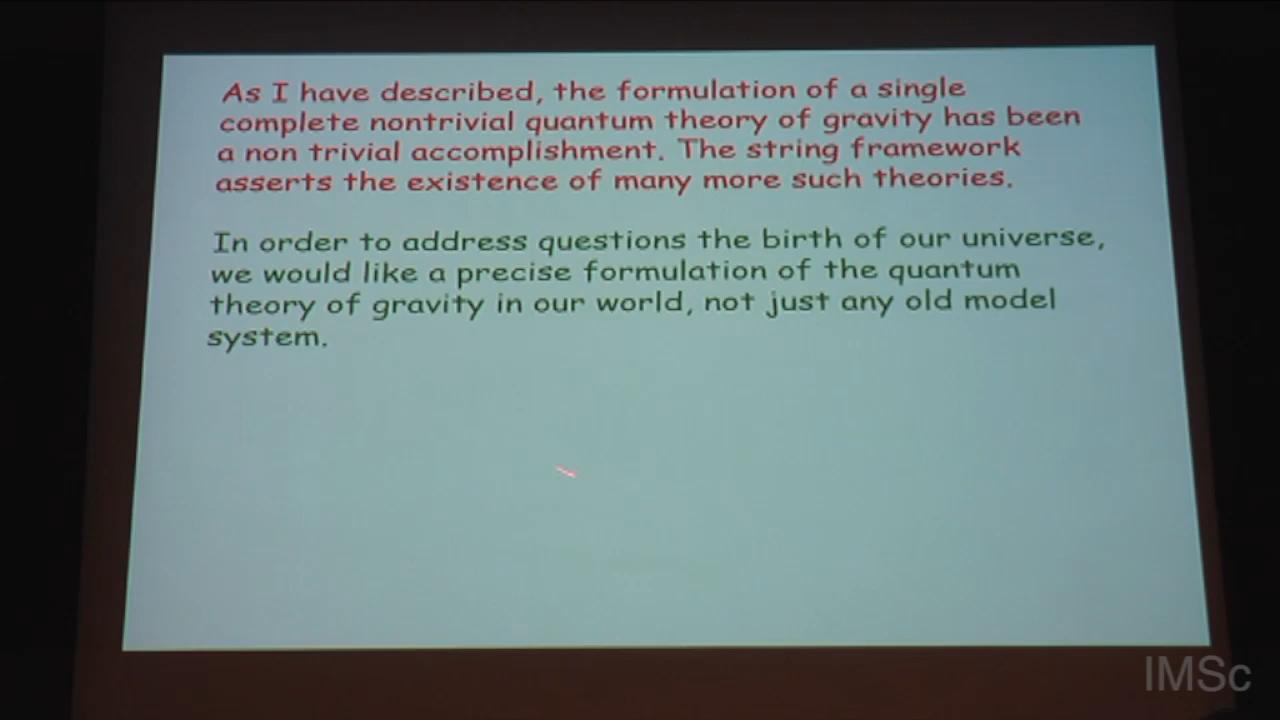 As I have described, the formulation of a single
complete nontrivial quantum theory of gravity has been
a non trivial accomplishment. The string framework
asserts the existence of many more such theories.
In order to address questions the birth of our universe,
we would like a precise formulation of the quantum
theory of gravity in our world, not just any old model
system.
IMSc